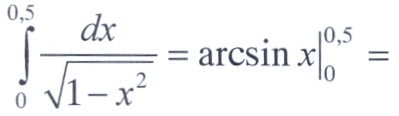 ∫₀^{0,5} dx/√(1 − x²) = arcsin x|₀^{0,5} =